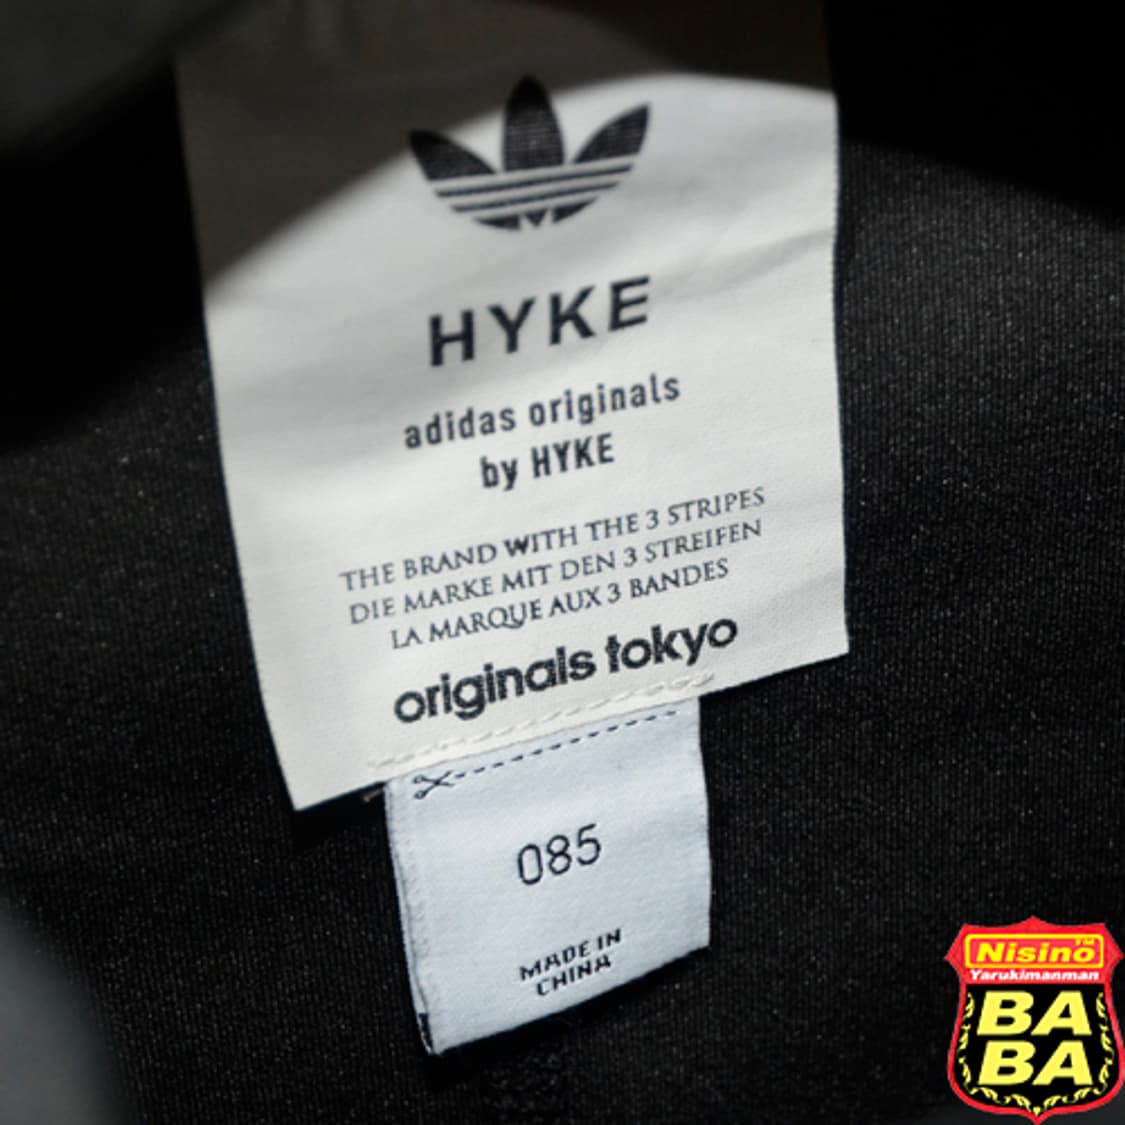 HYKE
adidas originals
by HYKE
THE BRAND WITH THE 3 STRIPES
DIE MARKE MIT DEN 3 STREIFEN
LA MARQUE AUX 3 BANDES
originals tokyo
085
MADE IN
CHINA
Nisino™
Yarukimanman
BA
BA